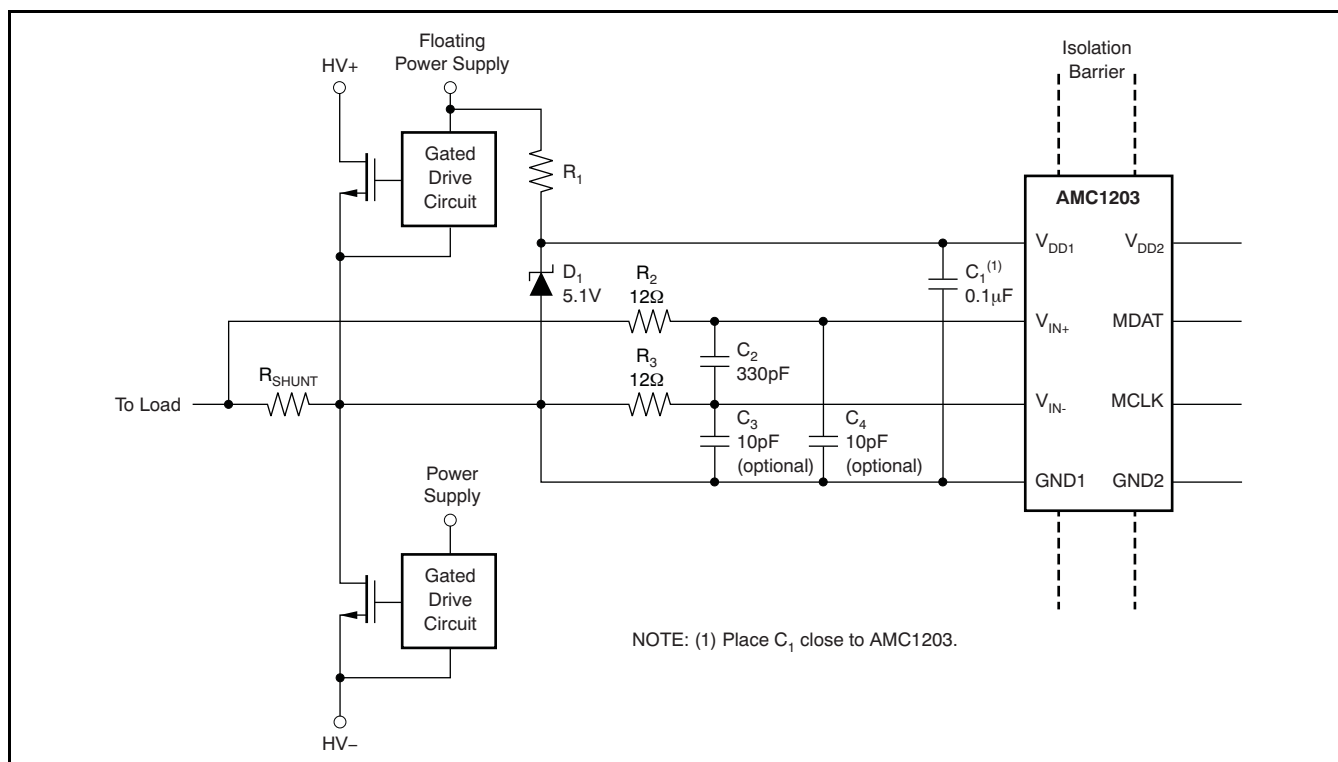 Floating
Power Supply
HV+
Isolation
Barrier
Gated
Drive
Circuit
R1
AMC1203
VDD1
VDD2
D1
5.1V
C1(1)
0.1μF
R2
12Ω
VIN+
MDAT
C2
330pF
R3
12Ω
RSHUNT
To Load
VIN-
MCLK
C3
10pF
(optional)
C4
10pF
(optional)
GND1
GND2
Power
Supply
Gated
Drive
Circuit
NOTE: (1) Place C1 close to AMC1203.
HV−